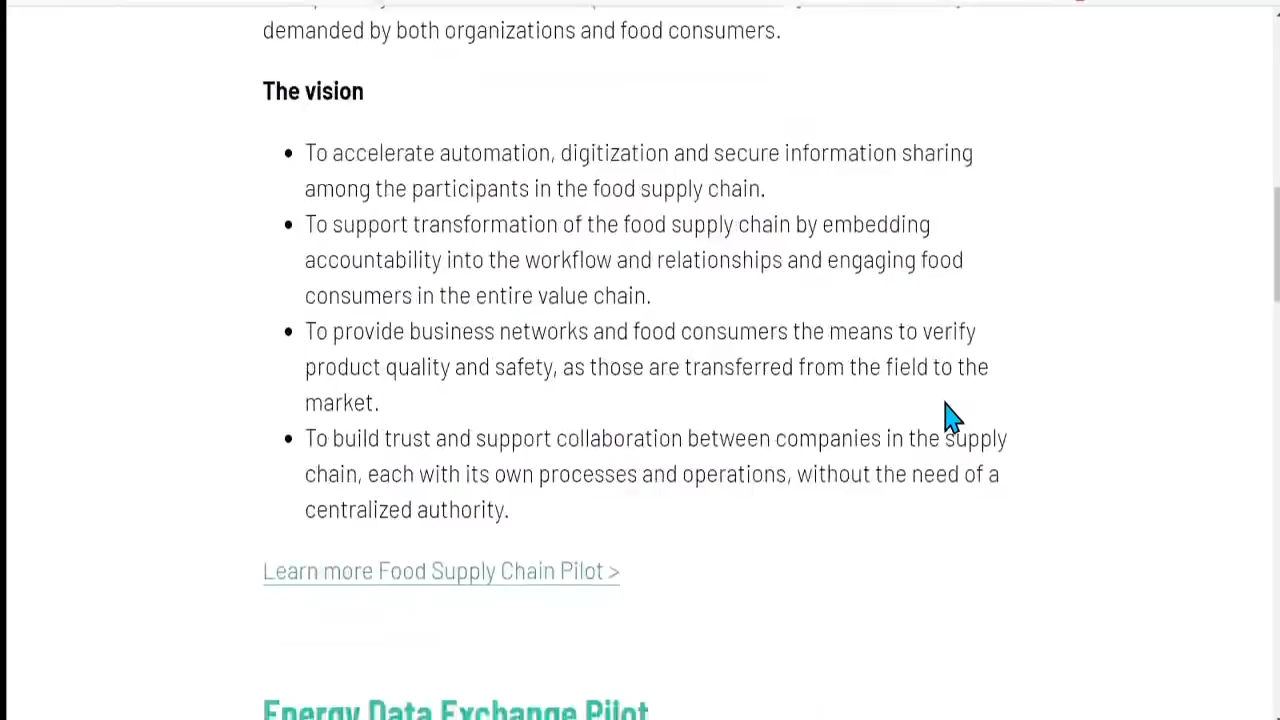 demanded by both organizations and food consumers.
The vision
To accelerate automation, digitization and secure information sharing
among the participants in the food supply chain.
To support transformation of the food supply chain by embedding
accountability into the workflow and relationships and engaging food
consumers in the entire value chain.
To provide business networks and food consumers the means to verify
product quality and safety, as those are transferred from the field to the
market.
To build trust and support collaboration between companies in the supply
chain, each with its own processes and operations, without the need of a
centralized authority.
Learn more Food Supply Chain Pilot >
Energy Data Exchange Pilot